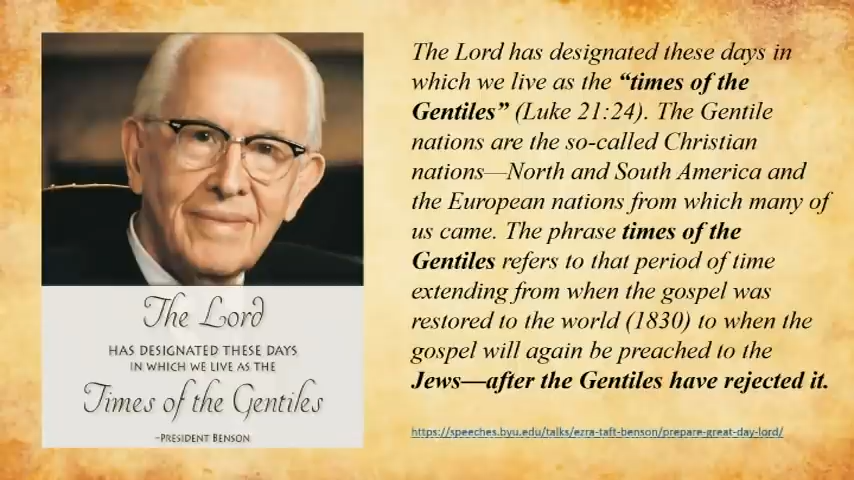 The Lord
HAS DESIGNATED THESE DAYS
IN WHICH WE LIVE AS THE
Times of the Gentiles
~PRESIDENT BENSON
The Lord has designated these days in
which we live as the “times of the
Gentiles” (Luke 21:24). The Gentile
nations are the so-called Christian
nations—North and South America and
the European nations from which many of
us came. The phrase times of the
Gentiles refers to that period of time
extending from when the gospel was
restored to the world (1830) to when the
gospel will again be preached to the
Jews—after the Gentiles have rejected it.
https://speeches.byu.edu/talks/ezra-taft-benson/prepare-great-day-lord/